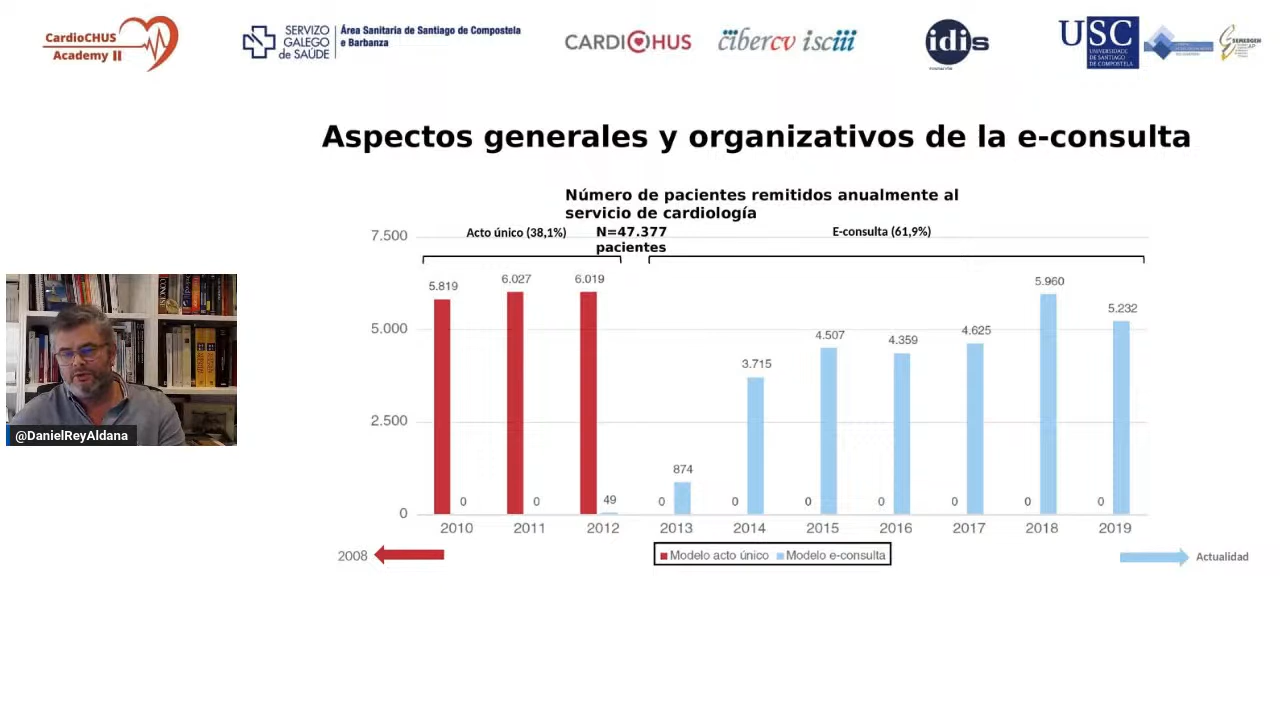 CardioCHUS
Academy II
SERVIZO
GALEGO
de SAÚDE
Área Sanitaria de Santiago de Compostela
e Barbanza
CARDIOCHUS
cibercv isciii
idis
FUNDACIÓN
USC
UNIVERSIDADE
DE SANTIAGO
DE COMPOSTELA
SEMERGEN
Aspectos generales y organizativos de la e-consulta
Número de pacientes remitidos anualmente al
servicio de cardiología
N=47.377
pacientes
Acto único (38,1%)
E-consulta (61,9%)
7.500
5.000
2.500
0
5.819 0
6.027 0
6.019 49
0 874
0 3.715
0 4.507
0 4.359
0 4.625
0 5.960
0 5.232
2010 2011 2012 2013 2014 2015 2016 2017 2018 2019
2008
Modelo acto único Modelo e-consulta
Actualidad
@DanielReyAldana